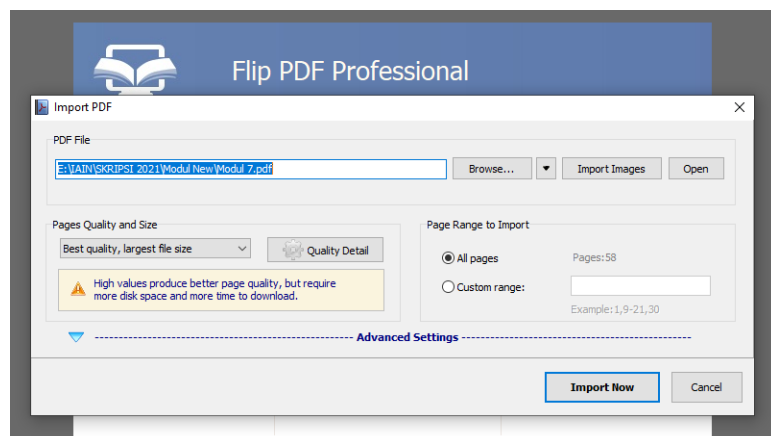 Flip PDF Professional
Import PDF
PDF File
E:\IAIN\SKRIPSI 2021\Modul New\Modul 7.pdf
Browse...
Import Images
Open
Pages Quality and Size
Best quality, largest file size
Quality Detail
High values produce better page quality, but require
more disk space and more time to download.
Page Range to Import
All pages
Pages:58
Custom range:
Example:1,9-21,30
Advanced Settings
Import Now
Cancel